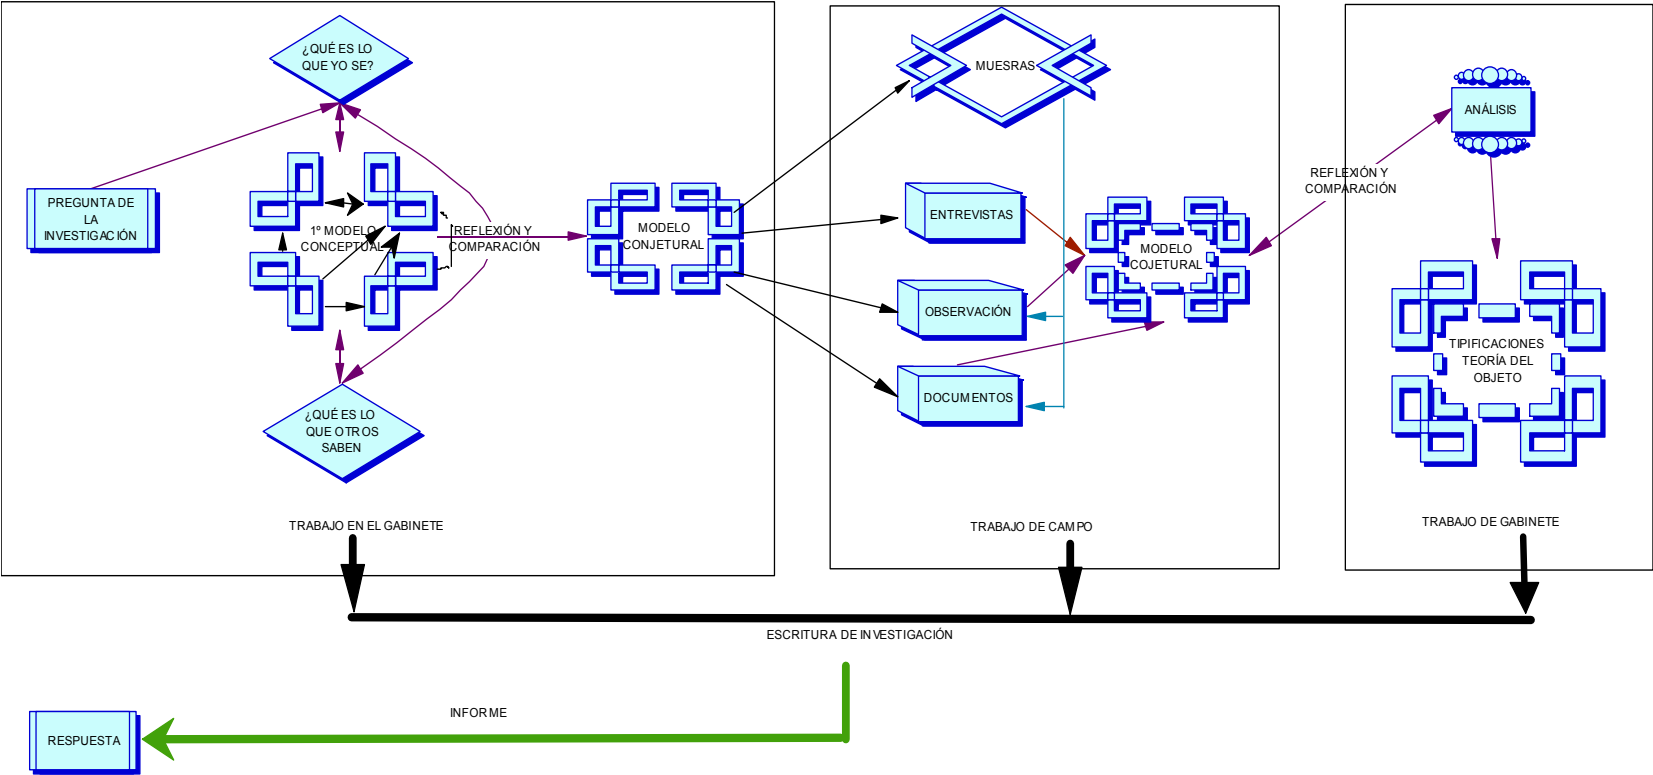 ¿QUÉ ES LO
QUE YO SE?
PREGUNTA DE
LA
INVESTIGACIÓN
1º MODELO
CONCEPTUAL
REFLEXIÓN Y
COMPARACIÓN
¿QUÉ ES LO
QUE OTROS
SABEN
MODELO
CONJETURAL
TRABAJO EN EL GABINETE
MUESRAS
ENTREVISTAS
OBSERVACIÓN
DOCUMENTOS
MODELO
COJETURAL
TRABAJO DE CAMPO
REFLEXIÓN Y
COMPARACIÓN
ANÁLISIS
TIPIFICACIONES
TEORÍA DEL
OBJETO
TRABAJO DE GABINETE
ESCRITURA DE INVESTIGACIÓN
INFORME
RESPUESTA